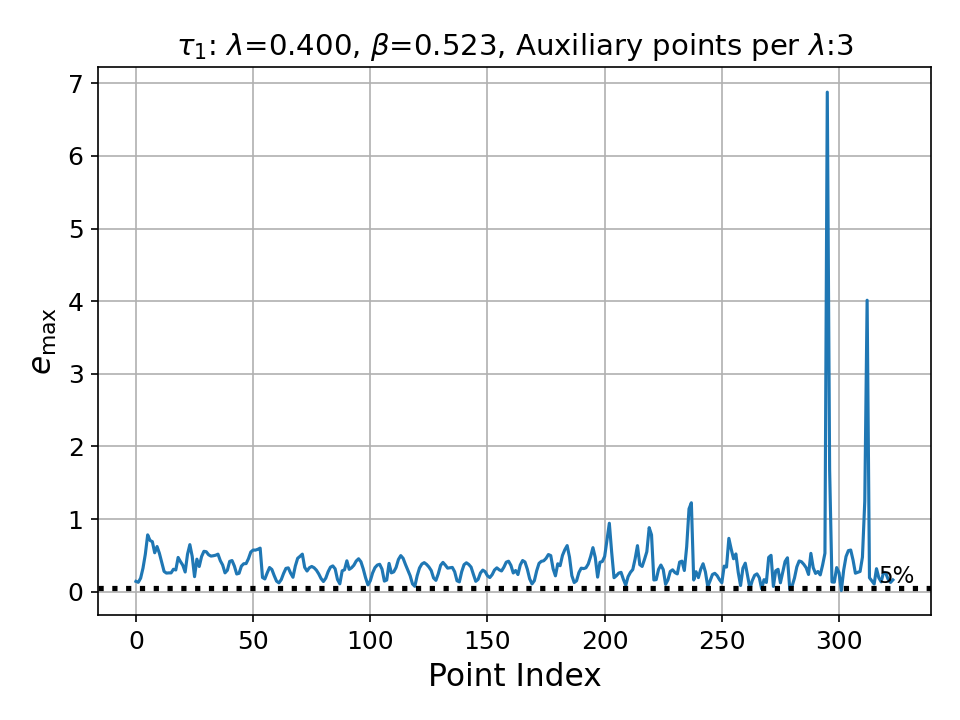 τ₁: λ=0.400, β=0.523, Auxiliary points per λ:3
7
6
5
4
3
2
1
0
e_max
5%
0 50 100 150 200 250 300
Point Index